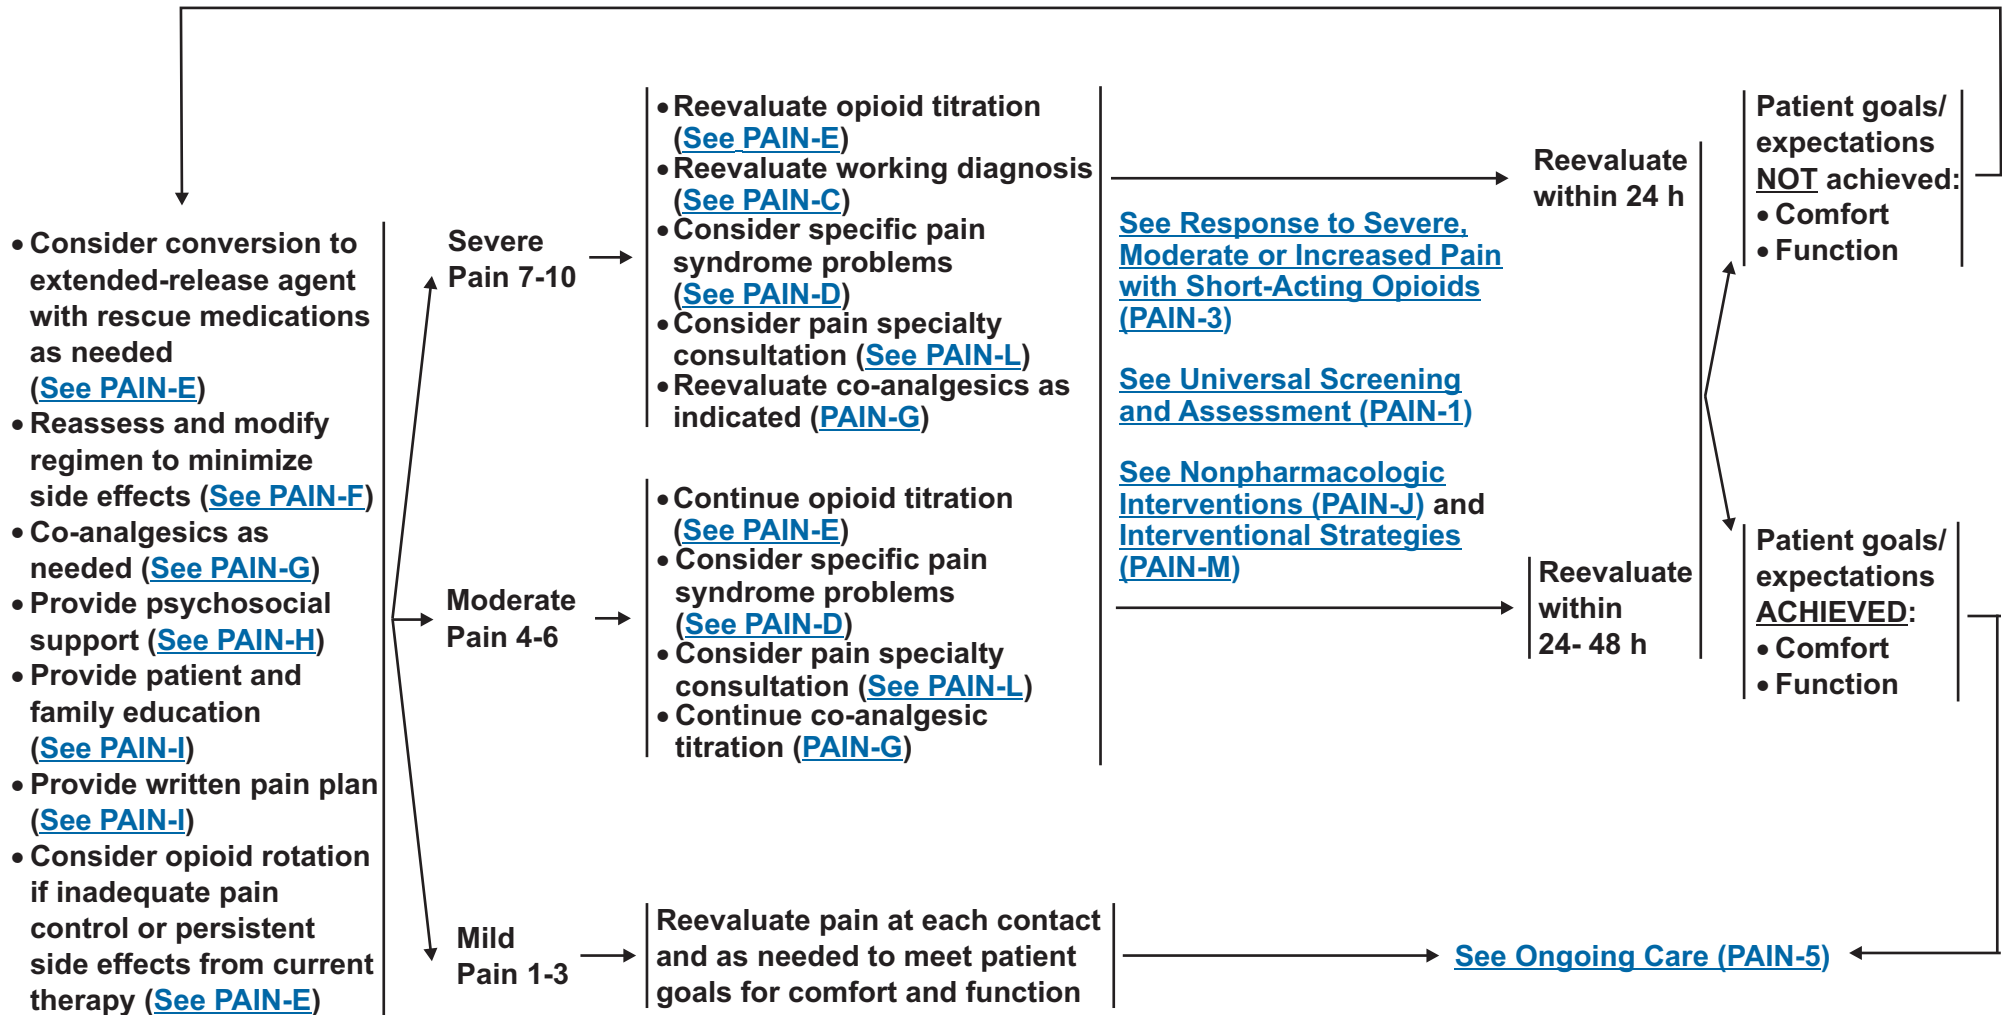 • Consider conversion to
extended-release agent
with rescue medications
as needed
(See PAIN-E)
• Reassess and modify
regimen to minimize
side effects (See PAIN-F)
• Co-analgesics as
needed (See PAIN-G)
• Provide psychosocial
support (See PAIN-H)
• Provide patient and
family education
(See PAIN-I)
• Provide written pain plan
(See PAIN-I)
• Consider opioid rotation
if inadequate pain
control or persistent
side effects from current
therapy (See PAIN-E)
Severe
Pain 7-10
• Reevaluate opioid titration
(See PAIN-E)
• Reevaluate working diagnosis
(See PAIN-C)
• Consider specific pain
syndrome problems
(See PAIN-D)
• Consider pain specialty
consultation (See PAIN-L)
• Reevaluate co-analgesics as
indicated (PAIN-G)
Moderate
Pain 4-6
• Continue opioid titration
(See PAIN-E)
• Consider specific pain
syndrome problems
(See PAIN-D)
• Consider pain specialty
consultation (See PAIN-L)
• Continue co-analgesic
titration (PAIN-G)
Mild
Pain 1-3
Reevaluate pain at each contact
and as needed to meet patient
goals for comfort and function
See Response to Severe,
Moderate or Increased Pain
with Short-Acting Opioids
(PAIN-3)
See Universal Screening
and Assessment (PAIN-1)
See Nonpharmacologic
Interventions (PAIN-J) and
Interventional Strategies
(PAIN-M)
Reevaluate
within 24 h
Reevaluate
within
24- 48 h
Patient goals/
expectations
NOT achieved:
• Comfort
• Function
Patient goals/
expectations
ACHIEVED:
• Comfort
• Function
See Ongoing Care (PAIN-5)